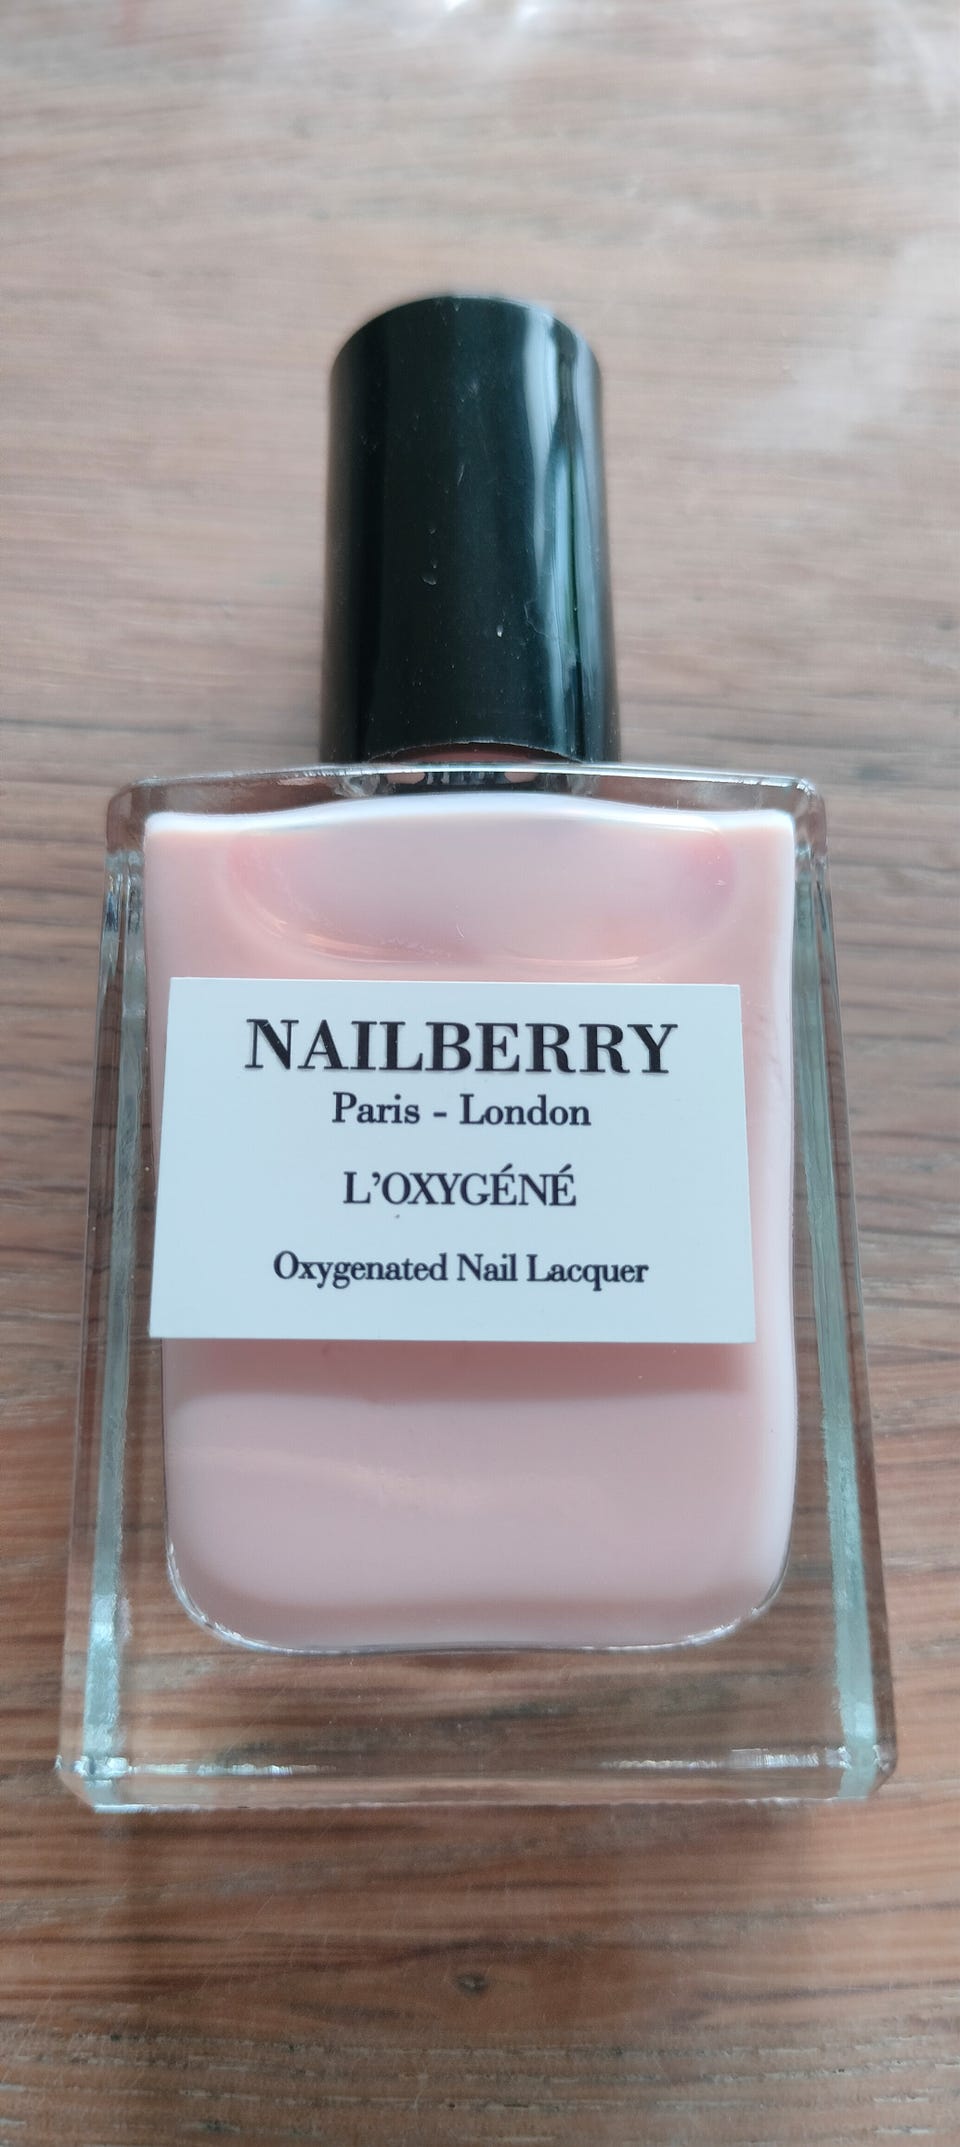 NAILBERRY
Paris - London
L'OXYGÉNÉ
Oxygenated Nail Lacquer